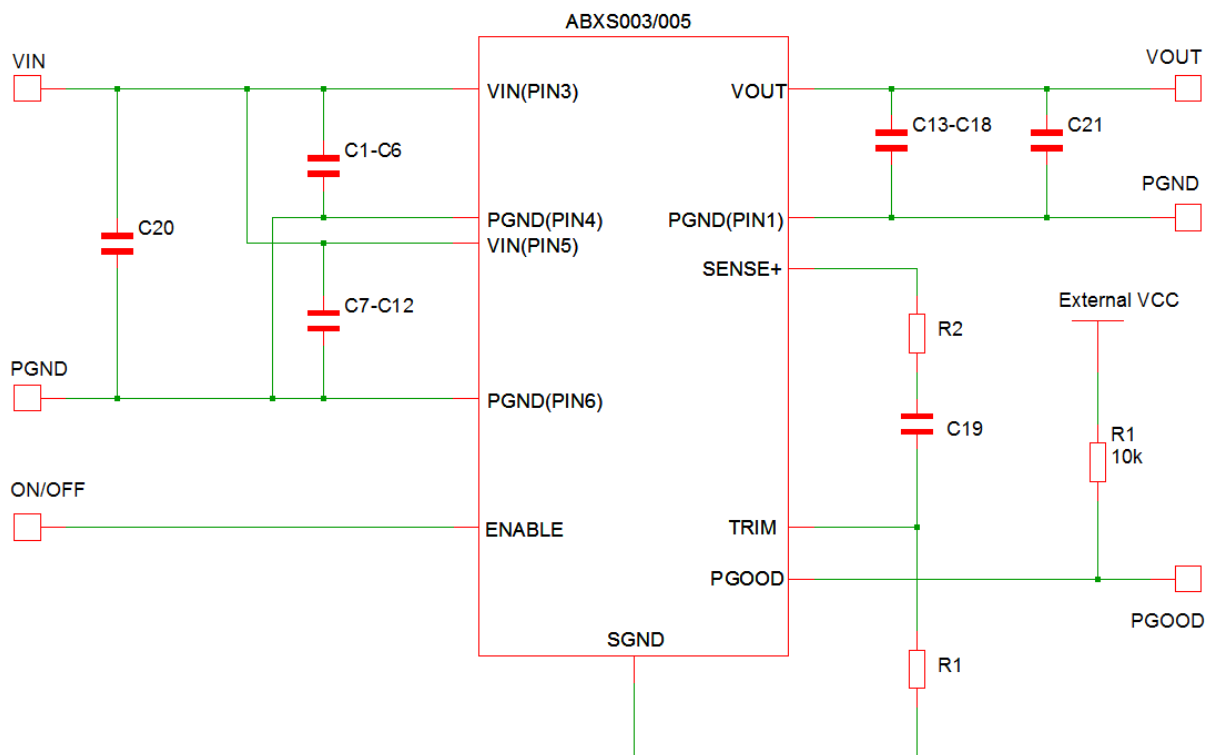 ABXS003/005
VIN
VOUT
VIN(PIN3)
VOUT
C13-C18
C21
C1-C6
PGND
C20
PGND(PIN4)
PGND(PIN1)
VIN(PIN5)
SENSE+
C7-C12
External VCC
R2
PGND
PGND(PIN6)
C19
R1
10k
ON/OFF
ENABLE
TRIM
PGOOD
PGOOD
SGND
R1